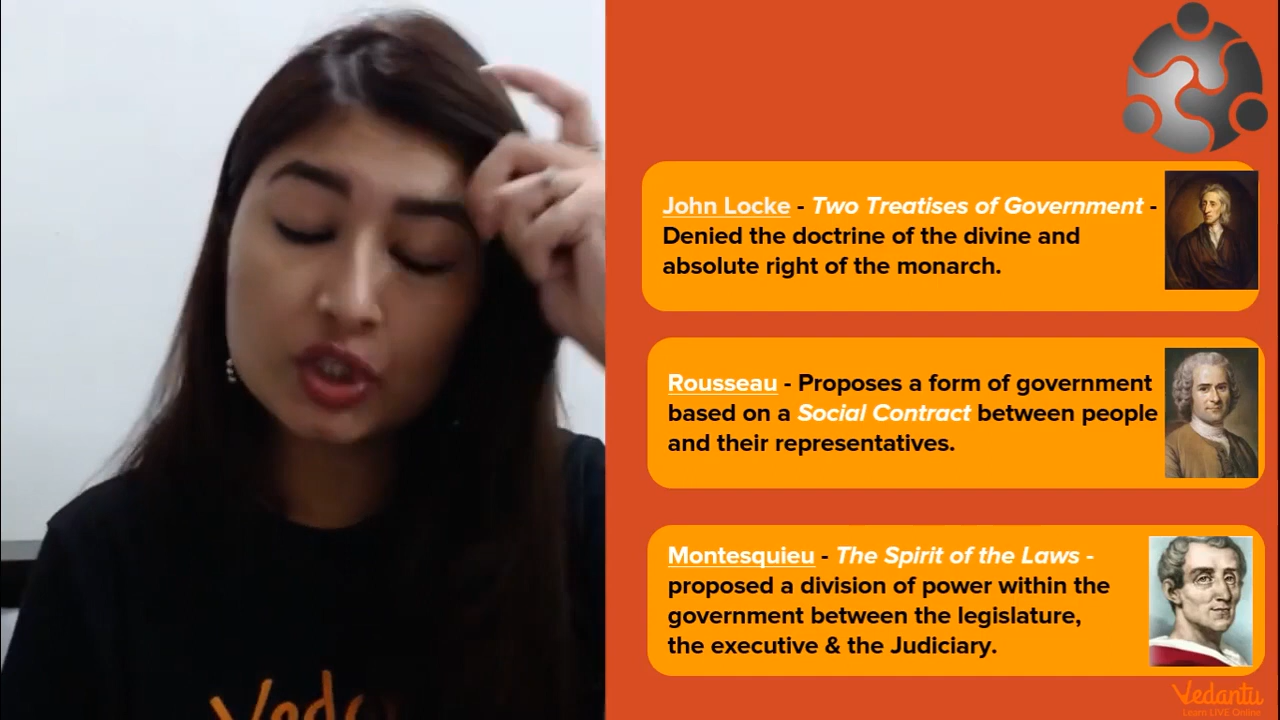 John Locke - Two Treatises of Government -
Denied the doctrine of the divine and
absolute right of the monarch.
Rousseau - Proposes a form of government
based on a Social Contract between people
and their representatives.
Montesquieu - The Spirit of the Laws -
proposed a division of power within the
government between the legislature,
the executive & the Judiciary.
Vedantu
Learn LIVE Online